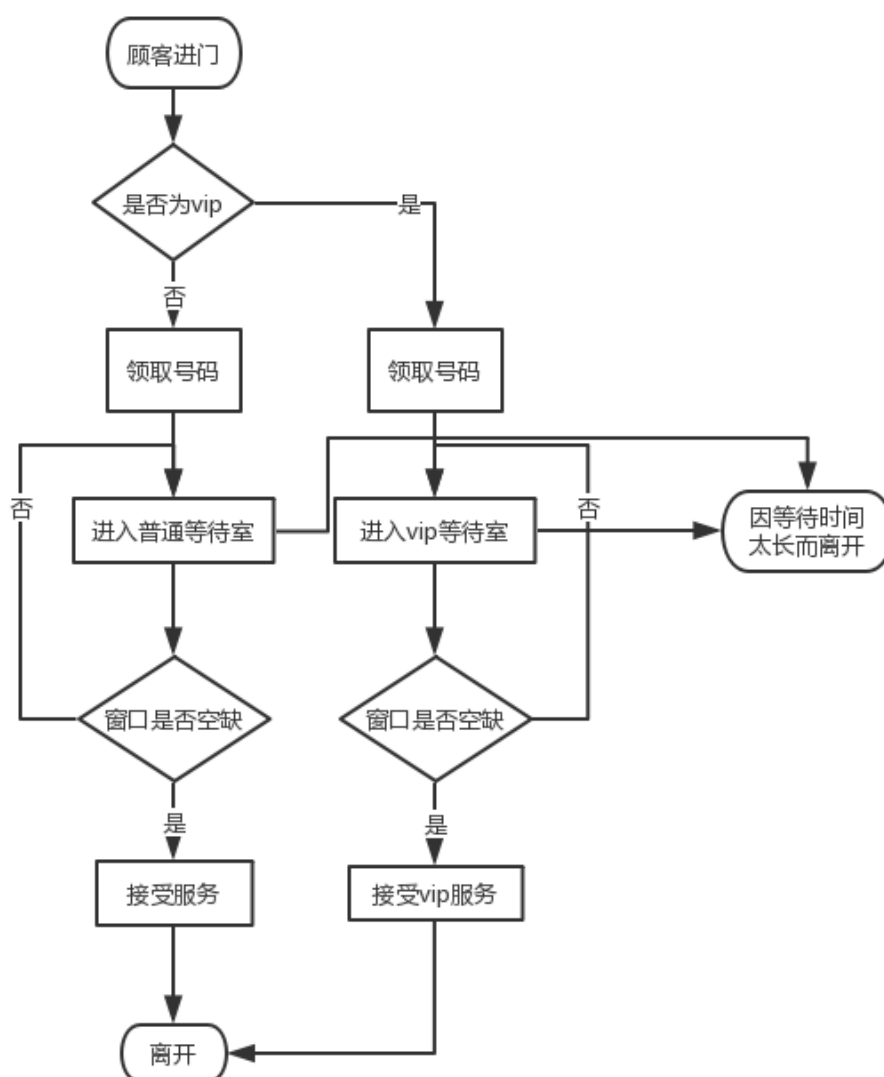 顾客进门
是否为vip
是
否
领取号码
领取号码
否
进入普通等待室
进入vip等待室
否
因等待时间
太长而离开
窗口是否空缺
窗口是否空缺
是
是
接受服务
接受vip服务
离开